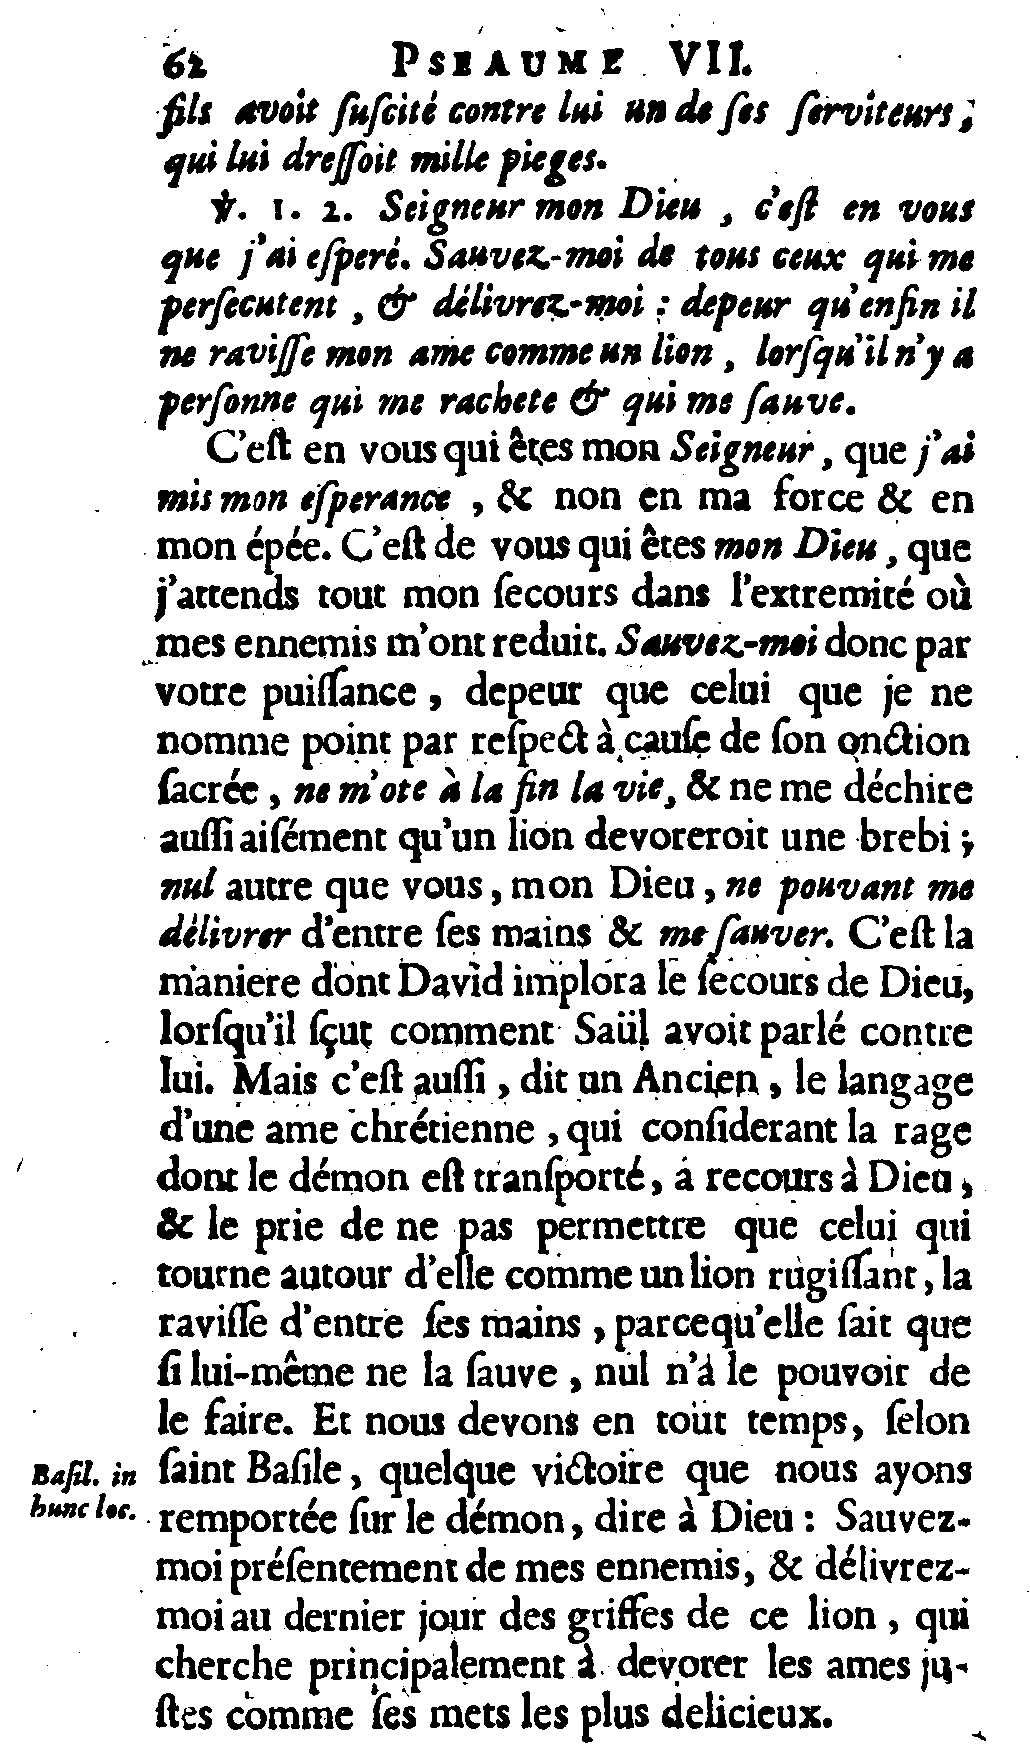 62 PSEAUME VII.
fils avoit ſuſcité contre lui un de ſes ſerviteurs,
qui lui dreſſoit mille pieges.
℣. 1. 2. Seigneur mon Dieu, c'eſt en vous
que j'ai eſperé. Sauvez-moi de tous ceux qui me
perſecutent, & délivrez-moi : depeur qu'enfin il
ne raviſſe mon ame comme un lion, lorſqu'il n'y a
perſonne qui me rachete & qui me ſauve.
C'eſt en vous qui êtes mon Seigneur, que j'ai
mis mon eſperance, & non en ma force & en
mon épée. C'eſt de vous qui êtes mon Dieu, que
j'attends tout mon ſecours dans l'extremité où
mes ennemis m'ont reduit. Sauvez-moi donc par
votre puiſſance, depeur que celui que je ne
nomme point par reſpect à cauſe de ſon onction
ſacrée, ne m'ote à la fin la vie, & ne me déchire
auſſi aiſément qu'un lion devoreroit une brebi ;
nul autre que vous, mon Dieu, ne pouvant me
délivrer d'entre ſes mains & me ſauver. C'eſt la
maniere dont David implora le ſecours de Dieu,
lorſqu'il ſçut comment Saül avoit parlé contre
lui. Mais c'eſt auſſi, dit un Ancien, le langage
d'une ame chrétienne, qui conſiderant la rage
dont le démon eſt tranſporté, a recours à Dieu,
& le prie de ne pas permettre que celui qui
tourne autour d'elle comme un lion rugiſſant, la
raviſſe d'entre ſes mains, parcequ'elle ſait que
ſi lui-même ne la ſauve, nul n'a le pouvoir de
le faire. Et nous devons en tout temps, ſelon
Baſil. in ſaint Baſile, quelque victoire que nous ayons
hunc loc. remportée ſur le démon, dire à Dieu : Sauvez-
moi préſentement de mes ennemis, & délivrez-
moi au dernier jour des griffes de ce lion, qui
cherche principalement à devorer les ames ju-
ſtes comme ſes mets les plus delicieux.